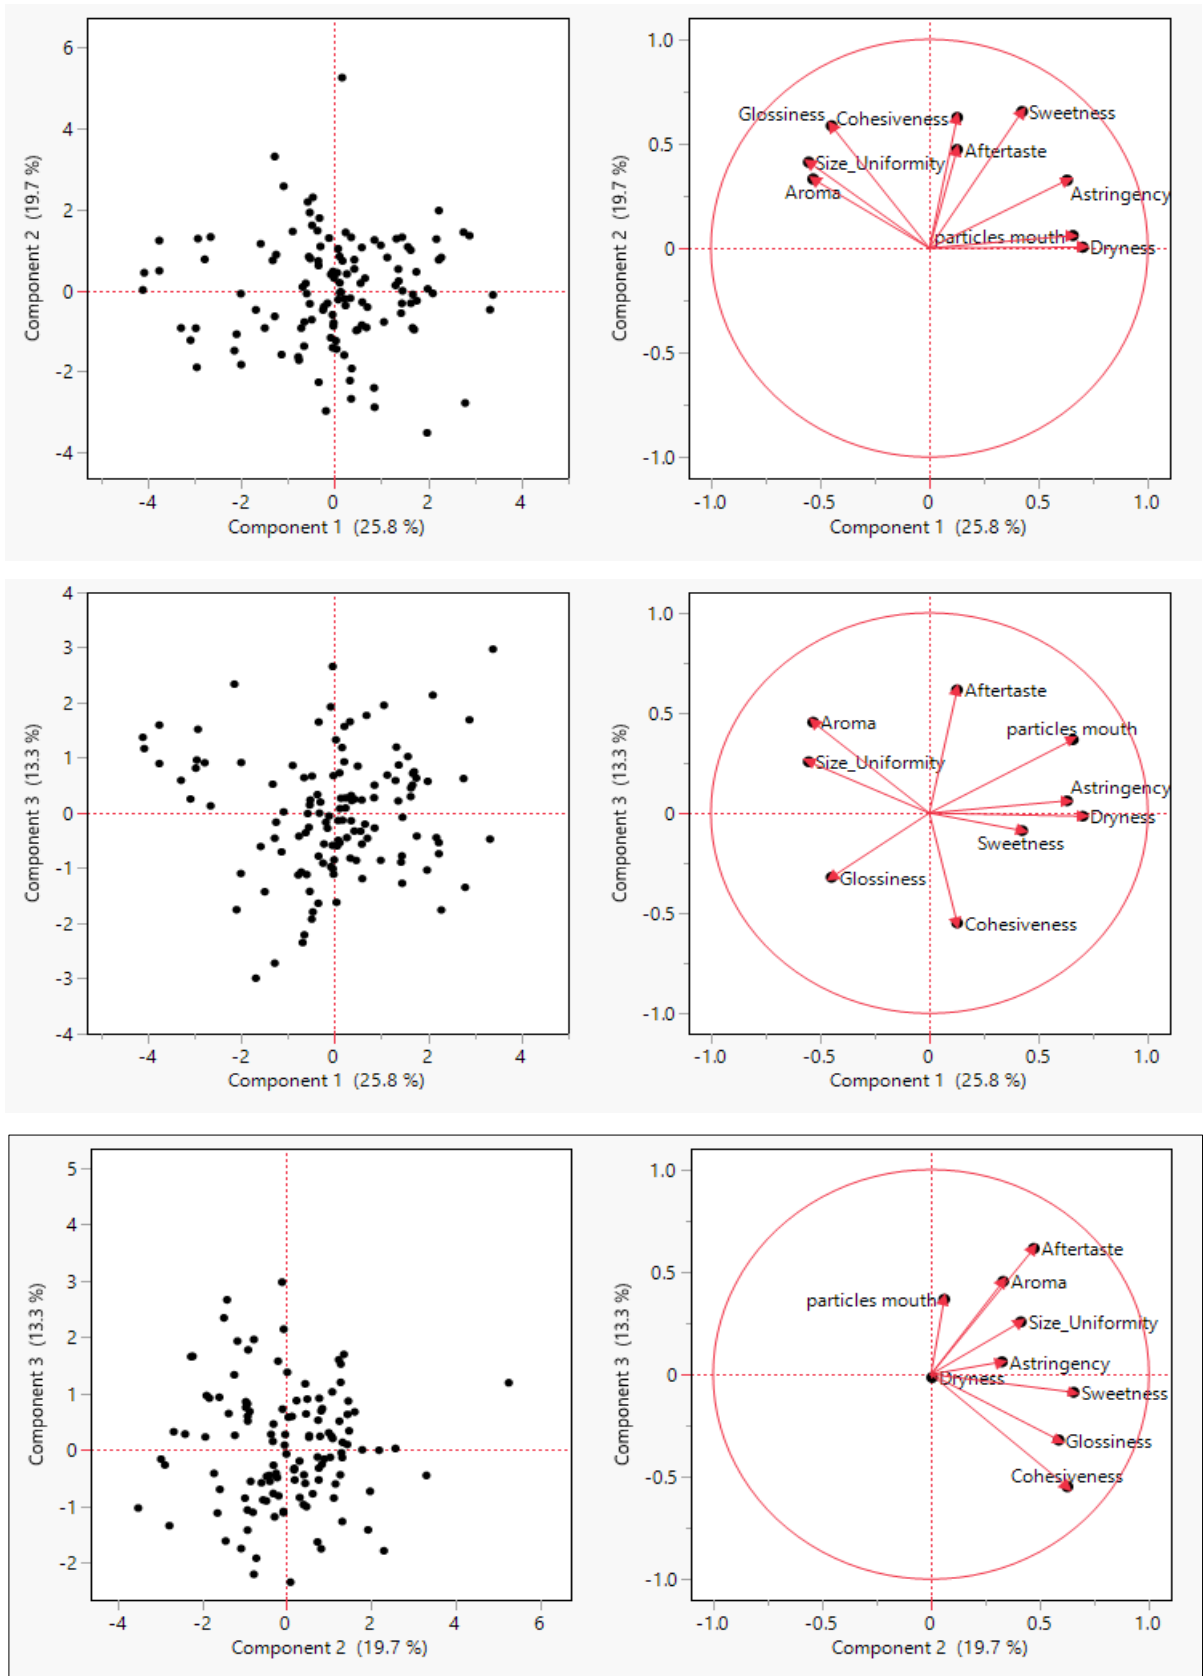 6
4
2
0
-2
-4
Component 2 (19.7 %)
-4
-2
0
2
4
Component 1 (25.8 %)
1.0
0.5
0
-0.5
-1.0
Component 2 (19.7 %)
Glossiness
Cohesiveness
Sweetness
Aftertaste
Size_Uniformity
Aroma
Astringency
particles mouth
Dryness
-1.0
-0.5
0
0.5
1.0
Component 1 (25.8 %)
4
3
2
1
0
-1
-2
-3
-4
Component 3 (13.3 %)
-4
-2
0
2
4
Component 1 (25.8 %)
1.0
0.5
0
-0.5
-1.0
Component 3 (13.3 %)
Aftertaste
Aroma
particles mouth
Size_Uniformity
Astringency
Dryness
Sweetness
Glossiness
Cohesiveness
-1.0
-0.5
0
0.5
1.0
Component 1 (25.8 %)
5
4
3
2
1
0
-1
-2
Component 3 (13.3 %)
-4
-2
0
2
4
6
Component 2 (19.7 %)
1.0
0.5
0
-0.5
-1.0
Component 3 (13.3 %)
Aftertaste
Aroma
particles mouth
Size_Uniformity
Astringency
Dryness
Sweetness
Glossiness
Cohesiveness
-1.0
-0.5
0
0.5
1.0
Component 2 (19.7 %)